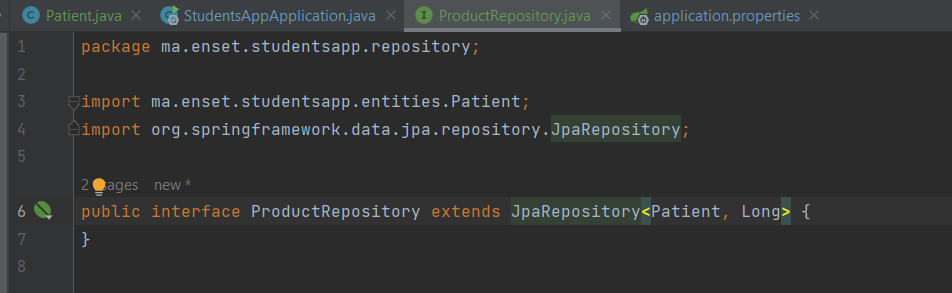 Patient.java × StudentsAppApplication.java × ProductRepository.java × application.properties ×
1 package ma.enset.studentsapp.repository;
2
3 import ma.enset.studentsapp.entities.Patient;
4 import org.springframework.data.jpa.repository.JpaRepository;
5
2 ages new *
6 public interface ProductRepository extends JpaRepository<Patient, Long> {
7 }
8